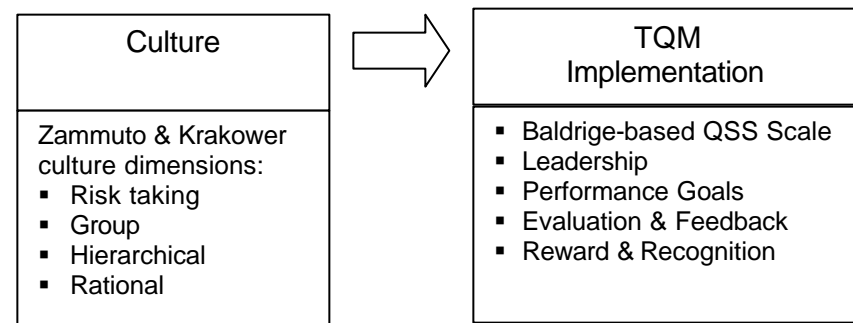 Culture
Zammuto & Krakower
culture dimensions:
▪ Risk taking
▪ Group
▪ Hierarchical
▪ Rational
TQM
Implementation
▪ Baldrige-based QSS Scale
▪ Leadership
▪ Performance Goals
▪ Evaluation & Feedback
▪ Reward & Recognition